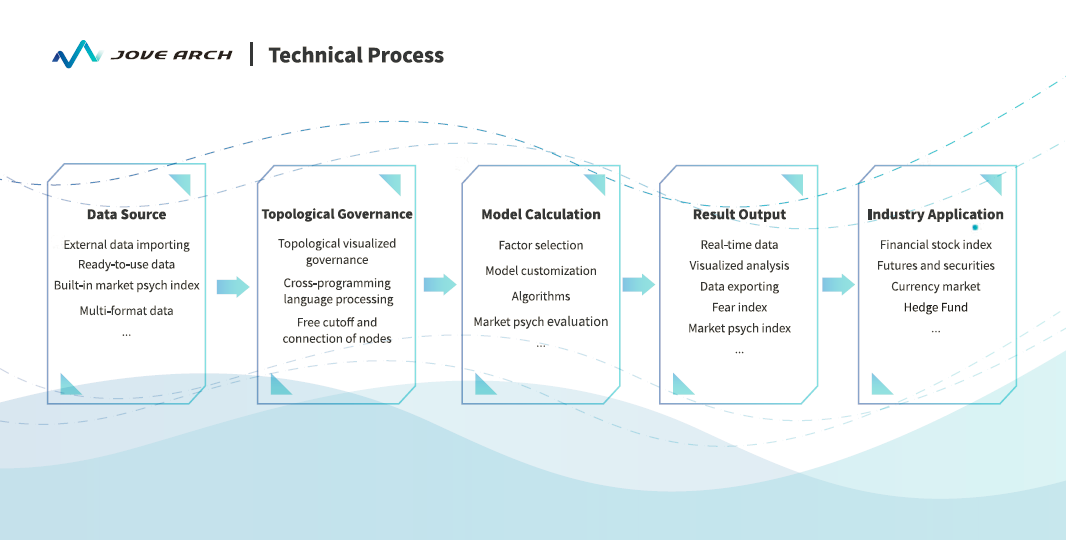 JOVE ARCH
Technical Process
Data Source
External data importing
Ready-to-use data
Built-in market psych index
Multi-format data
...
Topological Governance
Topological visualized
governance
Cross-programming
language processing
Free cutoff and
connection of nodes
Model Calculation
Factor selection
Model customization
Algorithms
Market psych evaluation
...
Result Output
Real-time data
Visualized analysis
Data exporting
Fear index
Market psych index
...
Industry Application
Financial stock index
Futures and securities
Currency market
Hedge Fund
...